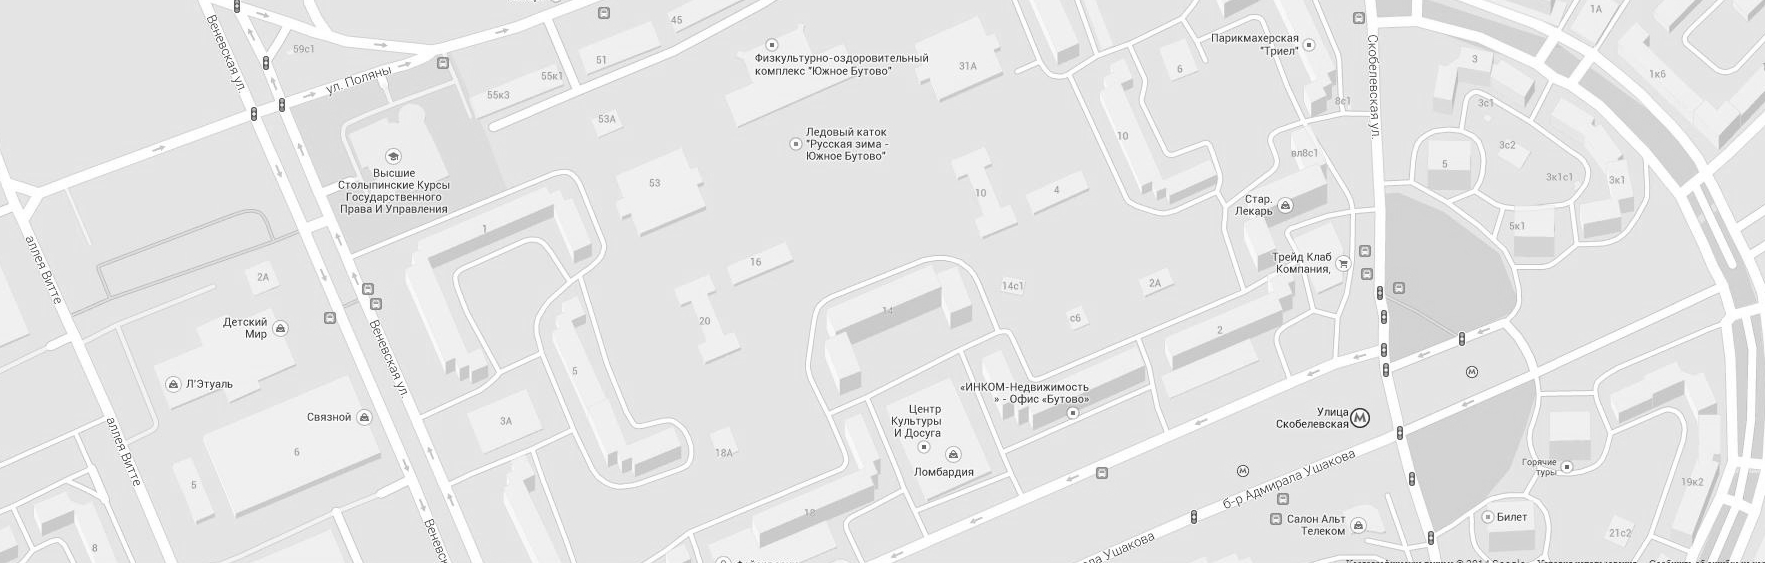 59с1
45
51
55к1
55к3
Веневская ул.
ул. Поляны
Физкультурно-оздоровительный
комплекс "Южное Бутово"
31А
6
Парикмахерская
"Триел"
8с1
Скобелевская ул.
1А
3
1к6
3с1
53А
Ледовый каток
"Русская зима -
Южное Бутово"
10
вл8с1
3с2
5
3к1с1
3к1
Высшие
Столыпинские Курсы
Государственного
Права И Управления
53
10
4
Стар.
Лекарь
5к1
1
аллея Витте
2А
16
14с1
2А
Трейд Клаб
Компания,
Детский
Мир
20
14
с6
2
Веневская ул.
5
Л'Этуаль
«ИНКОМ-Недвижимость
» - Офис «Бутово»
Связной
3А
Центр
Культуры
И Досуга
Улица
Скобелевская
аллея Витте
6
18А
Ломбардия
Горячие
туры
5
б-р Адмирала Ушакова
19к2
18
Веневская
Салон Альт
Телеком
Билет
21с2
8
Ушакова